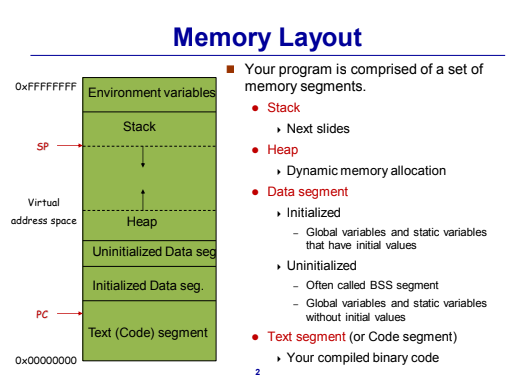 Memory Layout
0xFFFFFFFF
Environment variables
Stack
SP
Virtual
address space
Heap
Uninitialized Data seg
Initialized Data seg.
PC
Text (Code) segment
0x00000000
Your program is comprised of a set of
memory segments.
Stack
Next slides
Heap
Dynamic memory allocation
Data segment
Initialized
– Global variables and static variables
that have initial values
Uninitialized
– Often called BSS segment
– Global variables and static variables
without initial values
Text segment (or Code segment)
Your compiled binary code
2